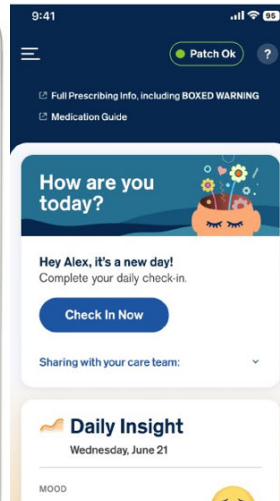 9:41
95
Patch Ok
?
Full Prescribing Info, including BOXED WARNING
Medication Guide
How are you
today?
Hey Alex, it's a new day!
Complete your daily check-in.
Check In Now
Sharing with your care team:
Daily Insight
Wednesday, June 21
MOOD